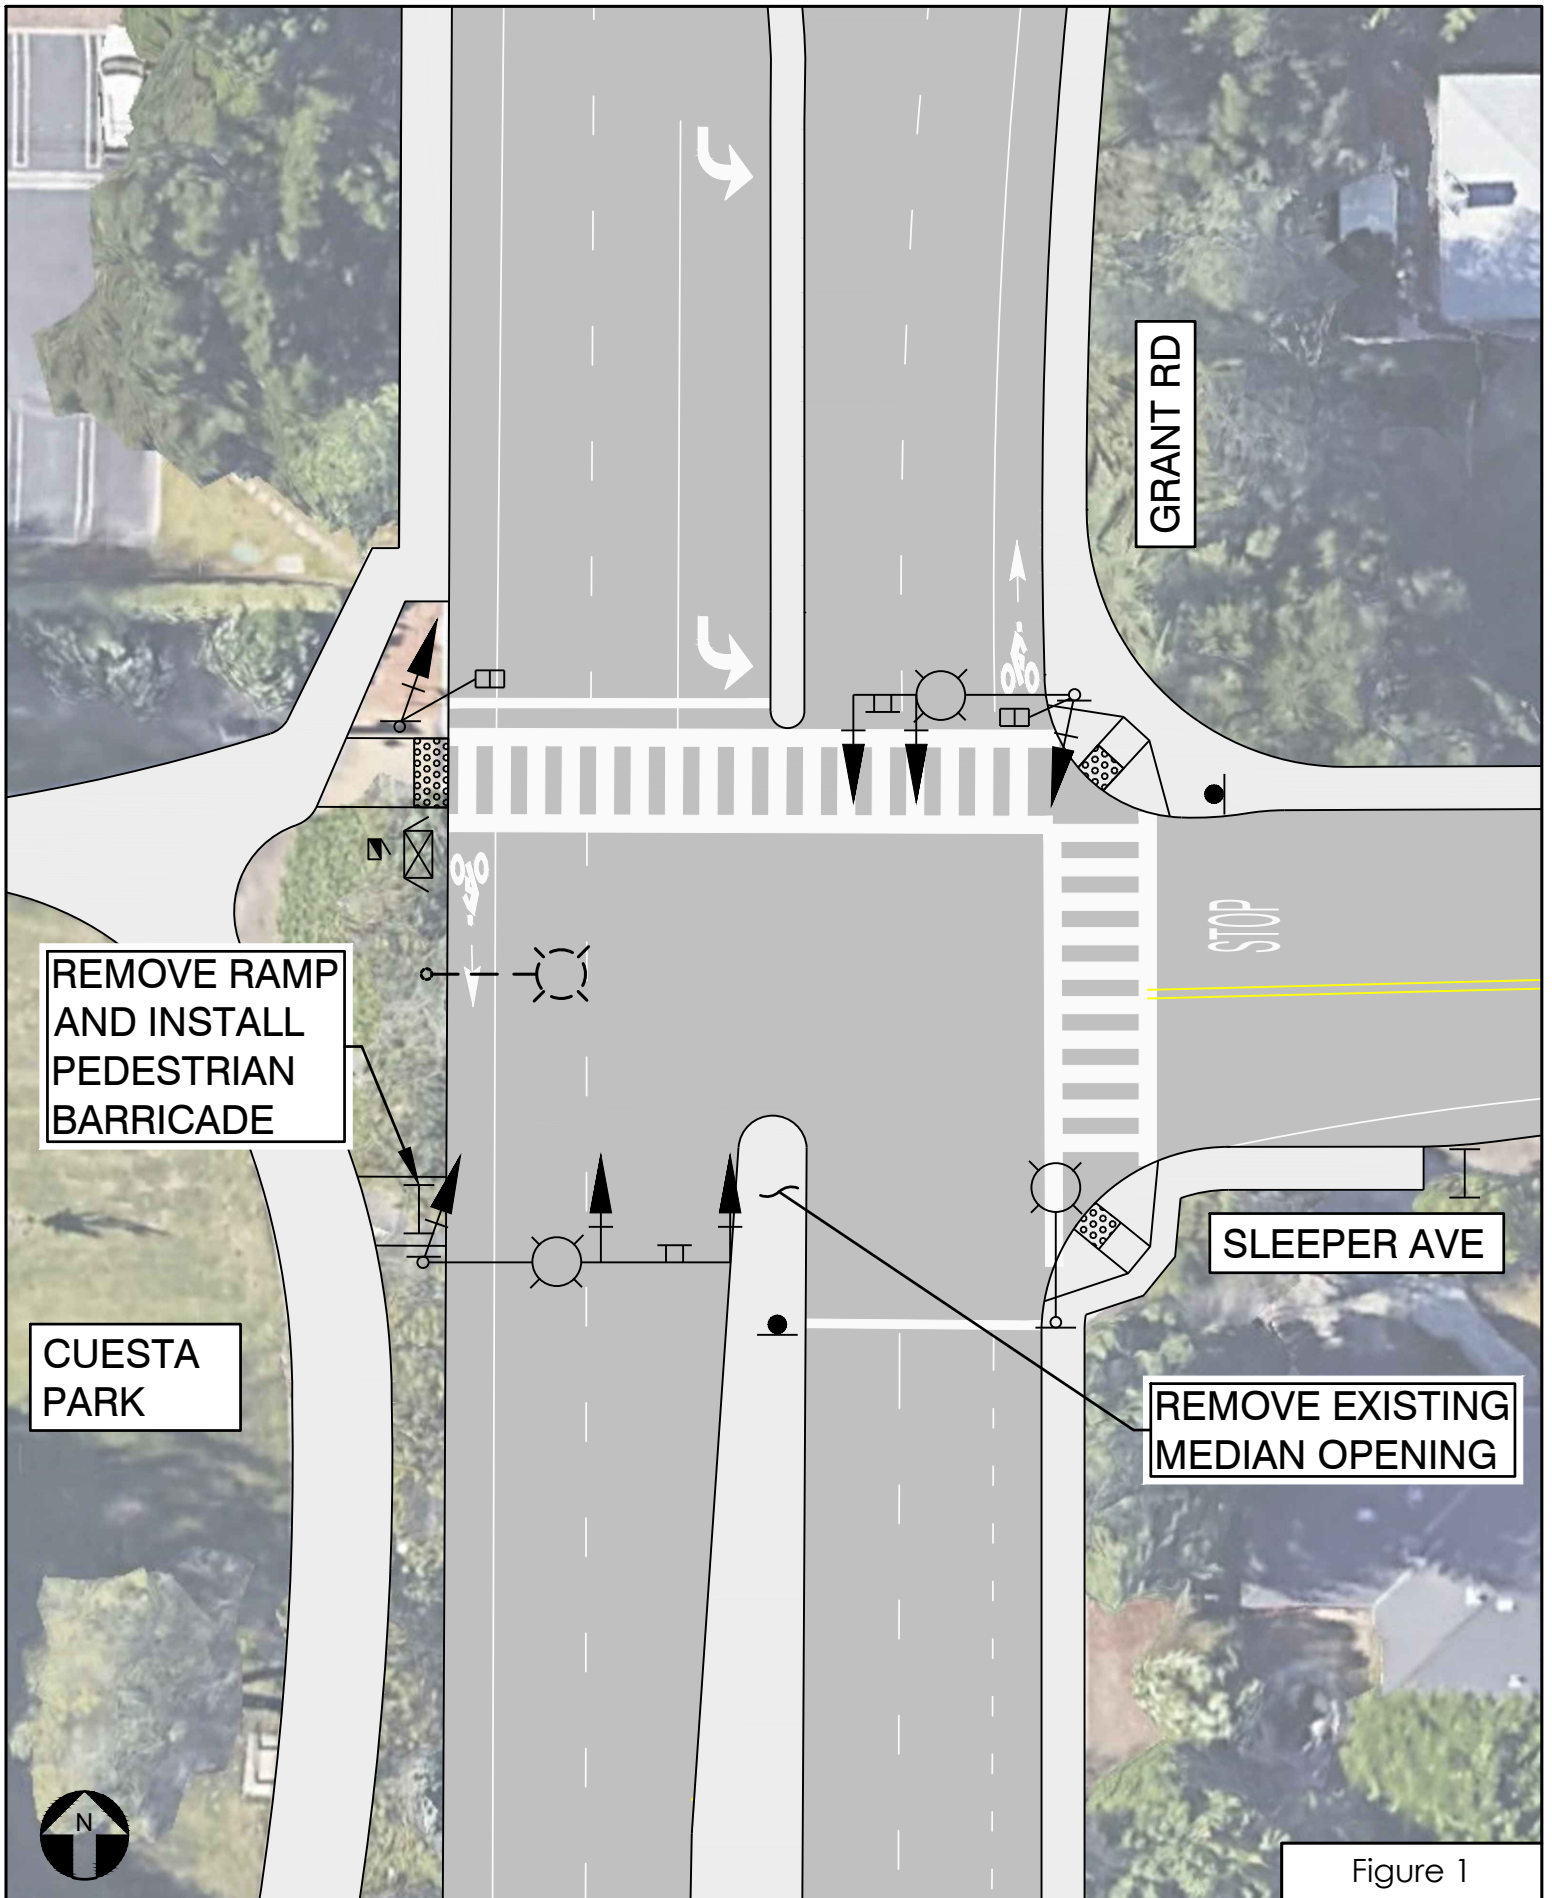 GRANT RD
STOP
REMOVE RAMP
AND INSTALL
PEDESTRIAN
BARRICADE
SLEEPER AVE
CUESTA
PARK
REMOVE EXISTING
MEDIAN OPENING
N
Figure 1